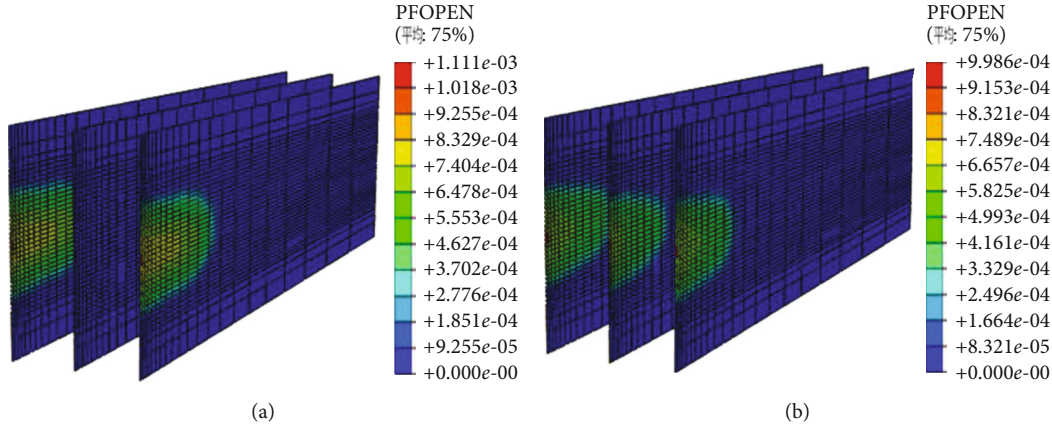 PFOPEN
(平均: 75%)
+1.111e-03
+1.018e-03
+9.255e-04
+8.329e-04
+7.404e-04
+6.478e-04
+5.553e-04
+4.627e-04
+3.702e-04
+2.776e-04
+1.851e-04
+9.255e-05
+0.000e-00
(a)
PFOPEN
(平均: 75%)
+9.986e-04
+9.153e-04
+8.321e-04
+7.489e-04
+6.657e-04
+5.825e-04
+4.993e-04
+4.161e-04
+3.329e-04
+2.496e-04
+1.664e-04
+8.321e-05
+0.000e-00
(b)